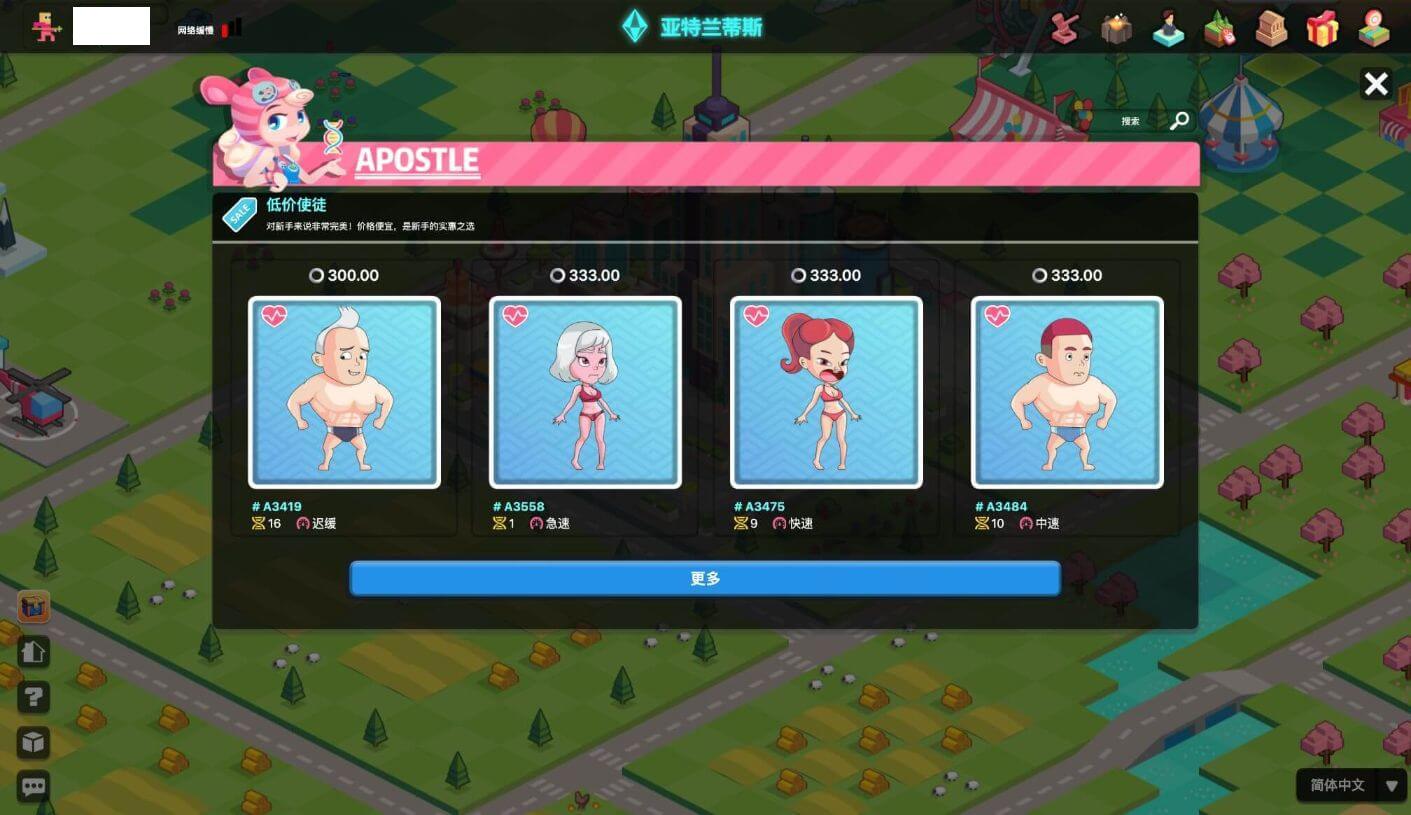 网络缓慢
亚特兰蒂斯
搜索
APOSTLE
SALE
低价使徒
对新手来说非常完美！价格便宜，是新手的实惠之选
300.00
333.00
333.00
333.00
# A3419
16 迟缓
# A3558
1 急速
# A3475
9 快速
# A3484
10 中速
更多
?
简体中文